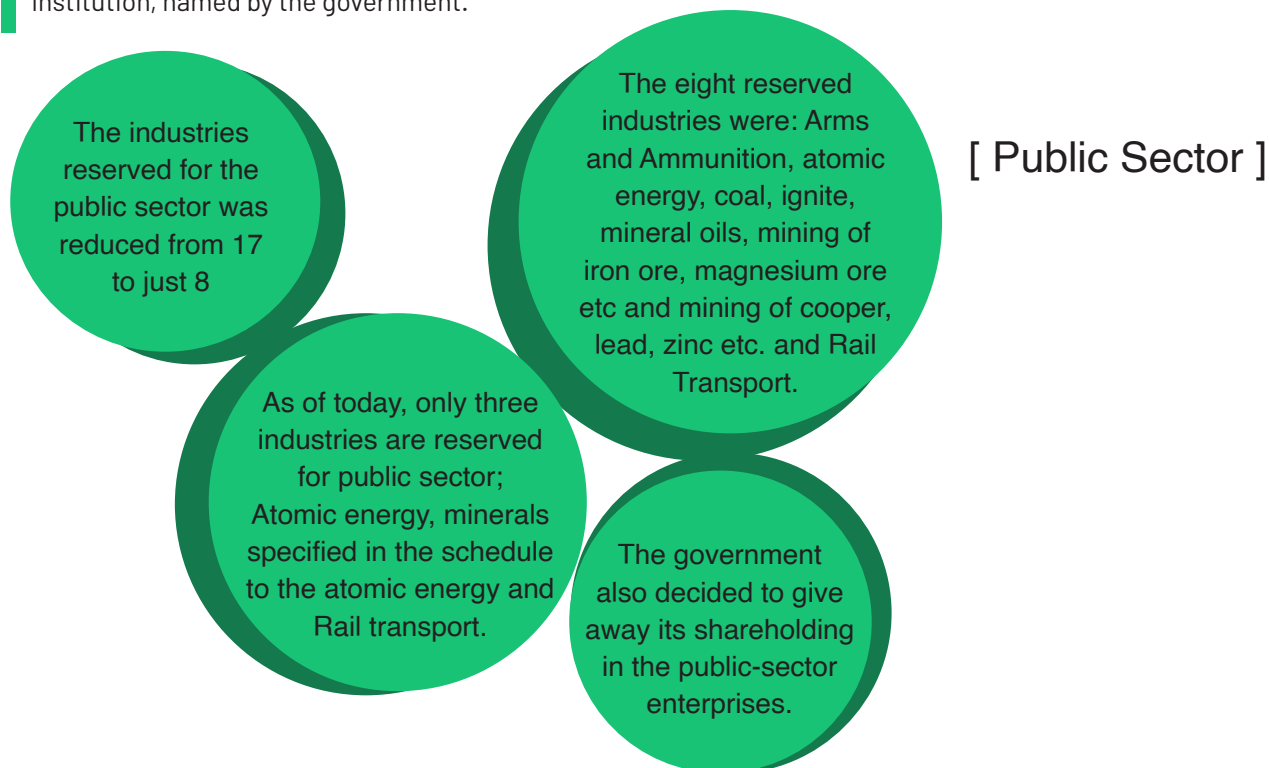 institution, named by the government.
The industries
reserved for the
public sector was
reduced from 17
to just 8
The eight reserved
industries were: Arms
and Ammunition, atomic
energy, coal, ignite,
mineral oils, mining of
iron ore, magnesium ore
etc and mining of cooper,
lead, zinc etc. and Rail
Transport.
[ Public Sector ]
As of today, only three
industries are reserved
for public sector;
Atomic energy, minerals
specified in the schedule
to the atomic energy and
Rail transport.
The government
also decided to give
away its shareholding
in the public-sector
enterprises.